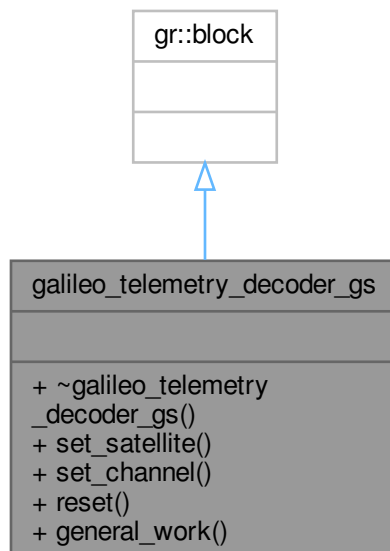 gr::block
galileo_telemetry_decoder_gs
+ ~galileo_telemetry
_decoder_gs()
+ set_satellite()
+ set_channel()
+ reset()
+ general_work()